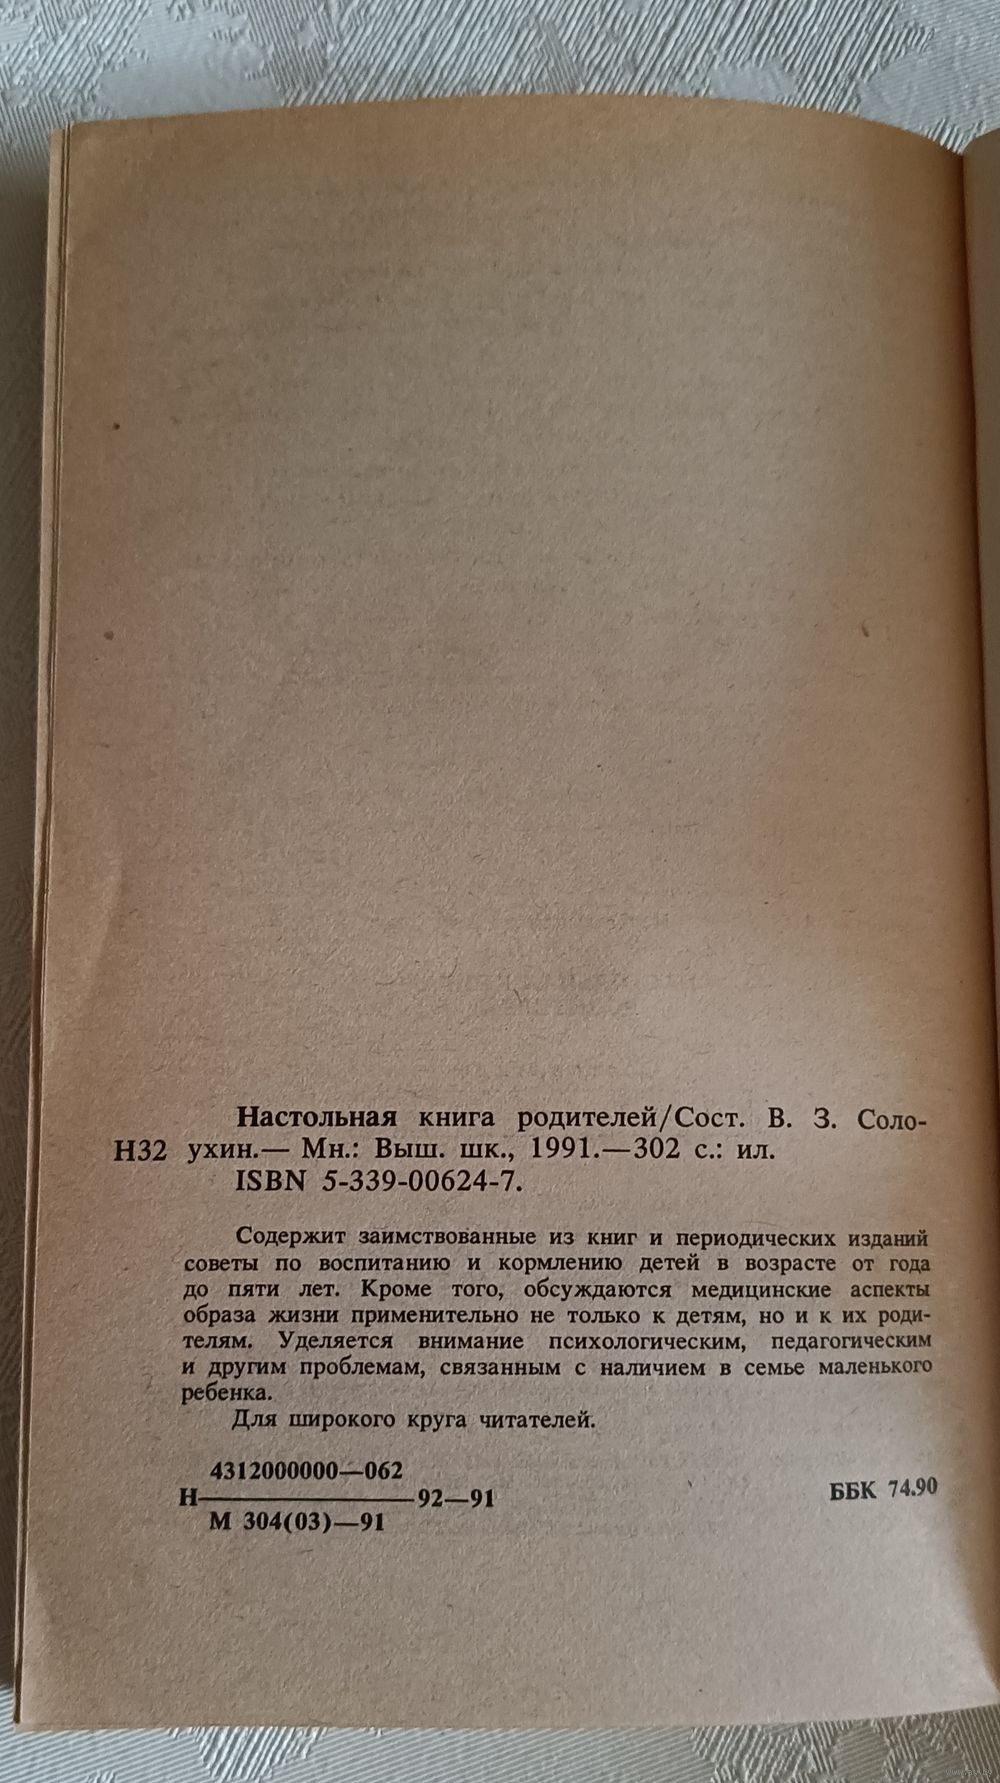 Настольная книга родителей/Сост. В. З. Соло-
Н32 ухин.— Мн.: Выш. шк., 1991.—302 с.: ил.
ISBN 5-339-00624-7.
Содержит заимствованные из книг и периодических изданий
советы по воспитанию и кормлению детей в возрасте от года
до пяти лет. Кроме того, обсуждаются медицинские аспекты
образа жизни применительно не только к детям, но и к их роди-
телям. Уделяется внимание психологическим, педагогическим
и другим проблемам, связанным с наличием в семье маленького
ребенка.
Для широкого круга читателей.
4312000000—062
Н————————92—91
М 304(03)—91
ББК 74.90